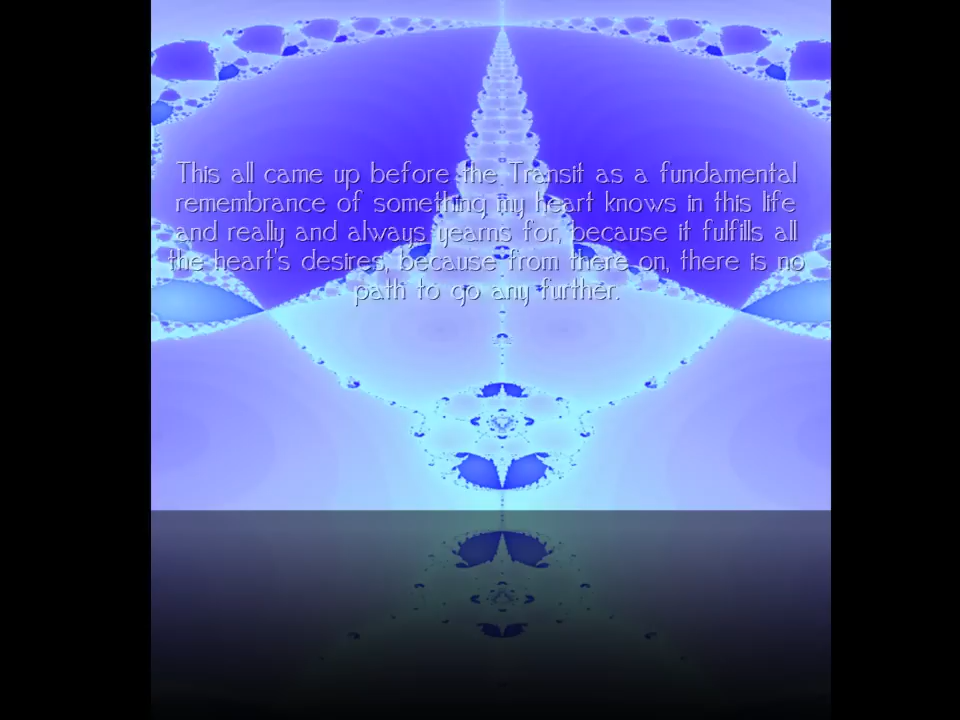 This all came up before the Transit as a fundamental
remembrance of something my heart knows in this life
and really and always yearns for, because it fulfills all
the heart's desires, because from there on, there is no
path to go any further.